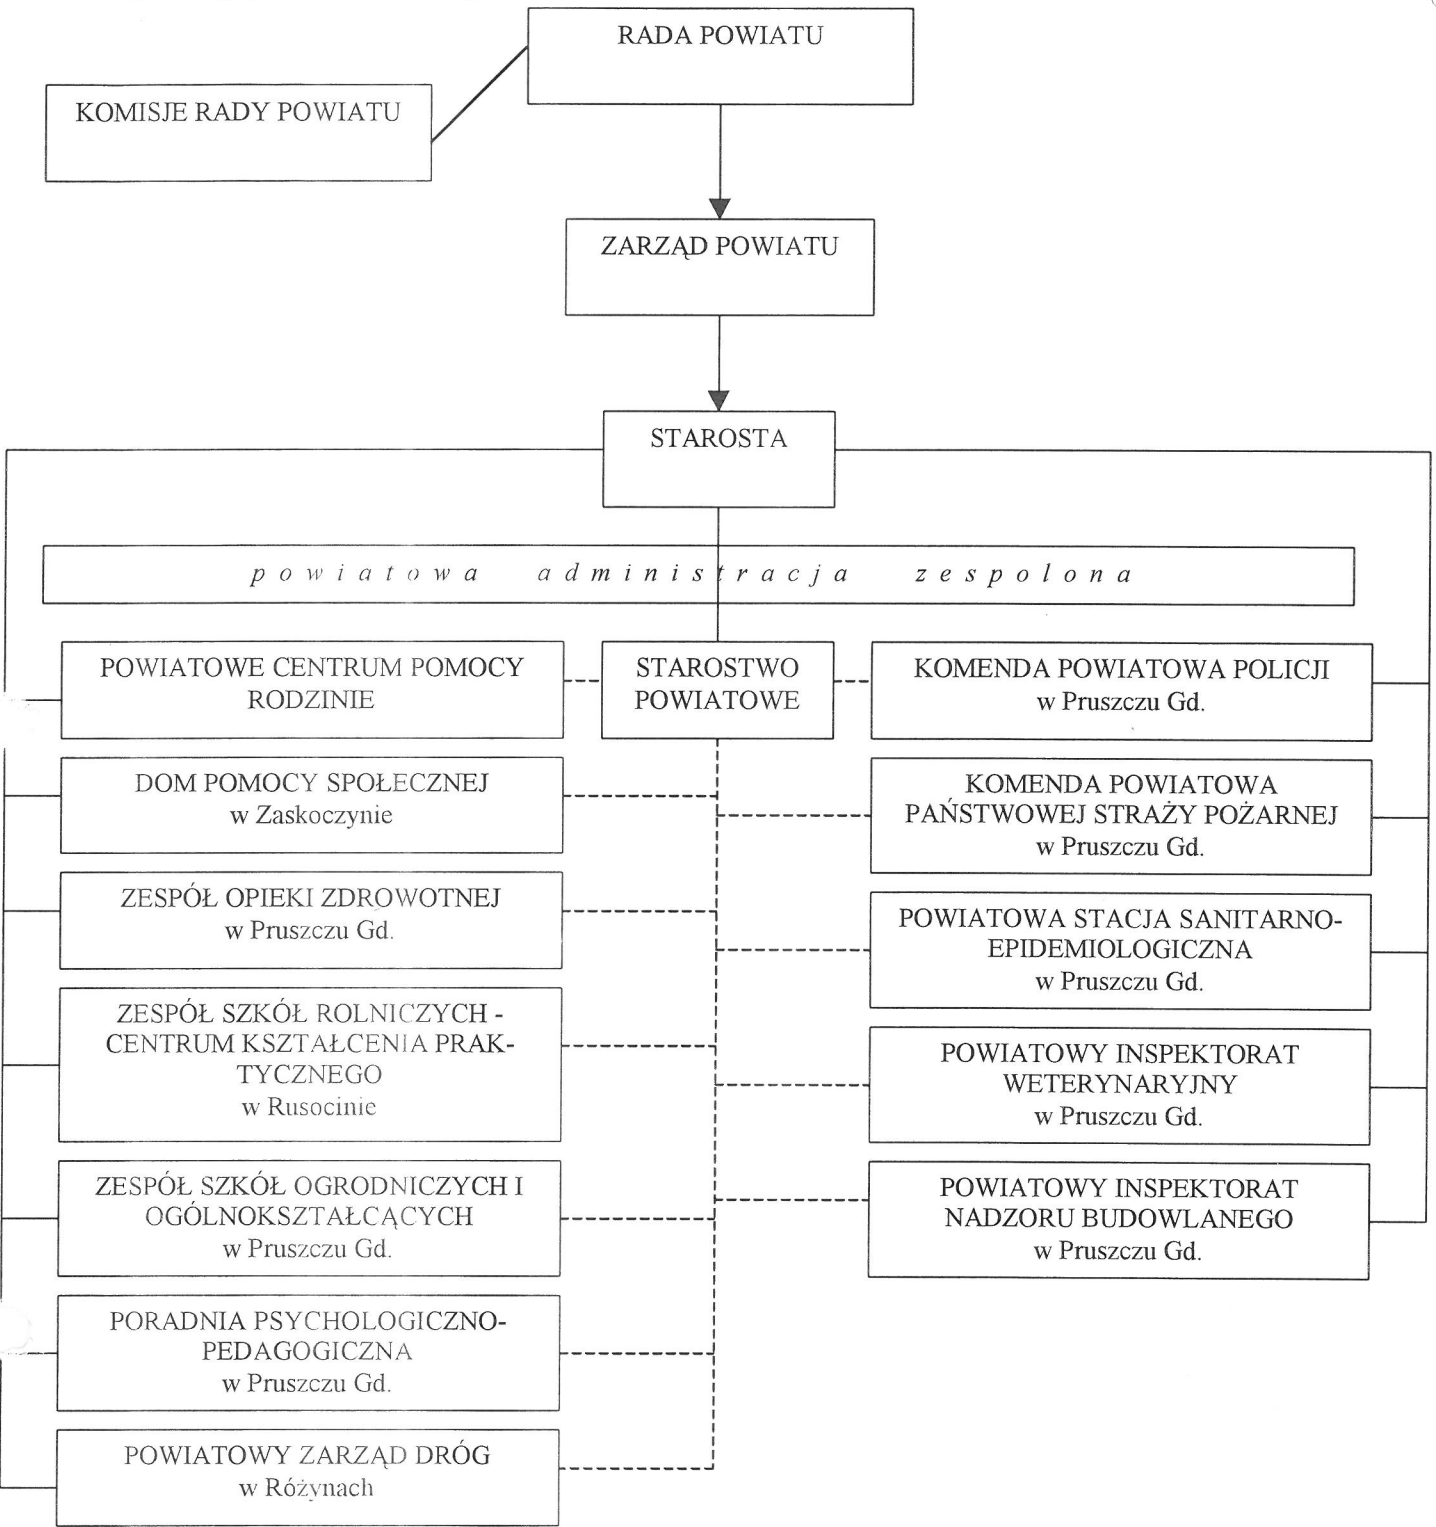 RADA POWIATU
KOMISJE RADY POWIATU
ZARZĄD POWIATU
STAROSTA
powiatowa administracja zespolona
POWIATOWE CENTRUM POMOCY
RODZINIE
STAROSTWO
POWIATOWE
KOMENDA POWIATOWA POLICJI
w Pruszczu Gd.
DOM POMOCY SPOŁECZNEJ
w Zaskoczynie
KOMENDA POWIATOWA
PAŃSTWOWEJ STRAŻY POŻARNEJ
w Pruszczu Gd.
ZESPÓŁ OPIEKI ZDROWOTNEJ
w Pruszczu Gd.
POWIATOWA STACJA SANITARNO-
EPIDEMIOLOGICZNA
w Pruszczu Gd.
ZESPÓŁ SZKÓŁ ROLNICZYCH -
CENTRUM KSZTAŁCENIA PRAK-
TYCZNEGO
w Rusocinie
POWIATOWY INSPEKTORAT
WETERYNARYJNY
w Pruszczu Gd.
ZESPÓŁ SZKÓŁ OGRODNICZYCH I
OGÓLNOKSZTAŁCĄCYCH
w Pruszczu Gd.
POWIATOWY INSPEKTORAT
NADZORU BUDOWLANEGO
w Pruszczu Gd.
PORADNIA PSYCHOLOGICZNO-
PEDAGOGICZNA
w Pruszczu Gd.
POWIATOWY ZARZĄD DRÓG
w Różynach